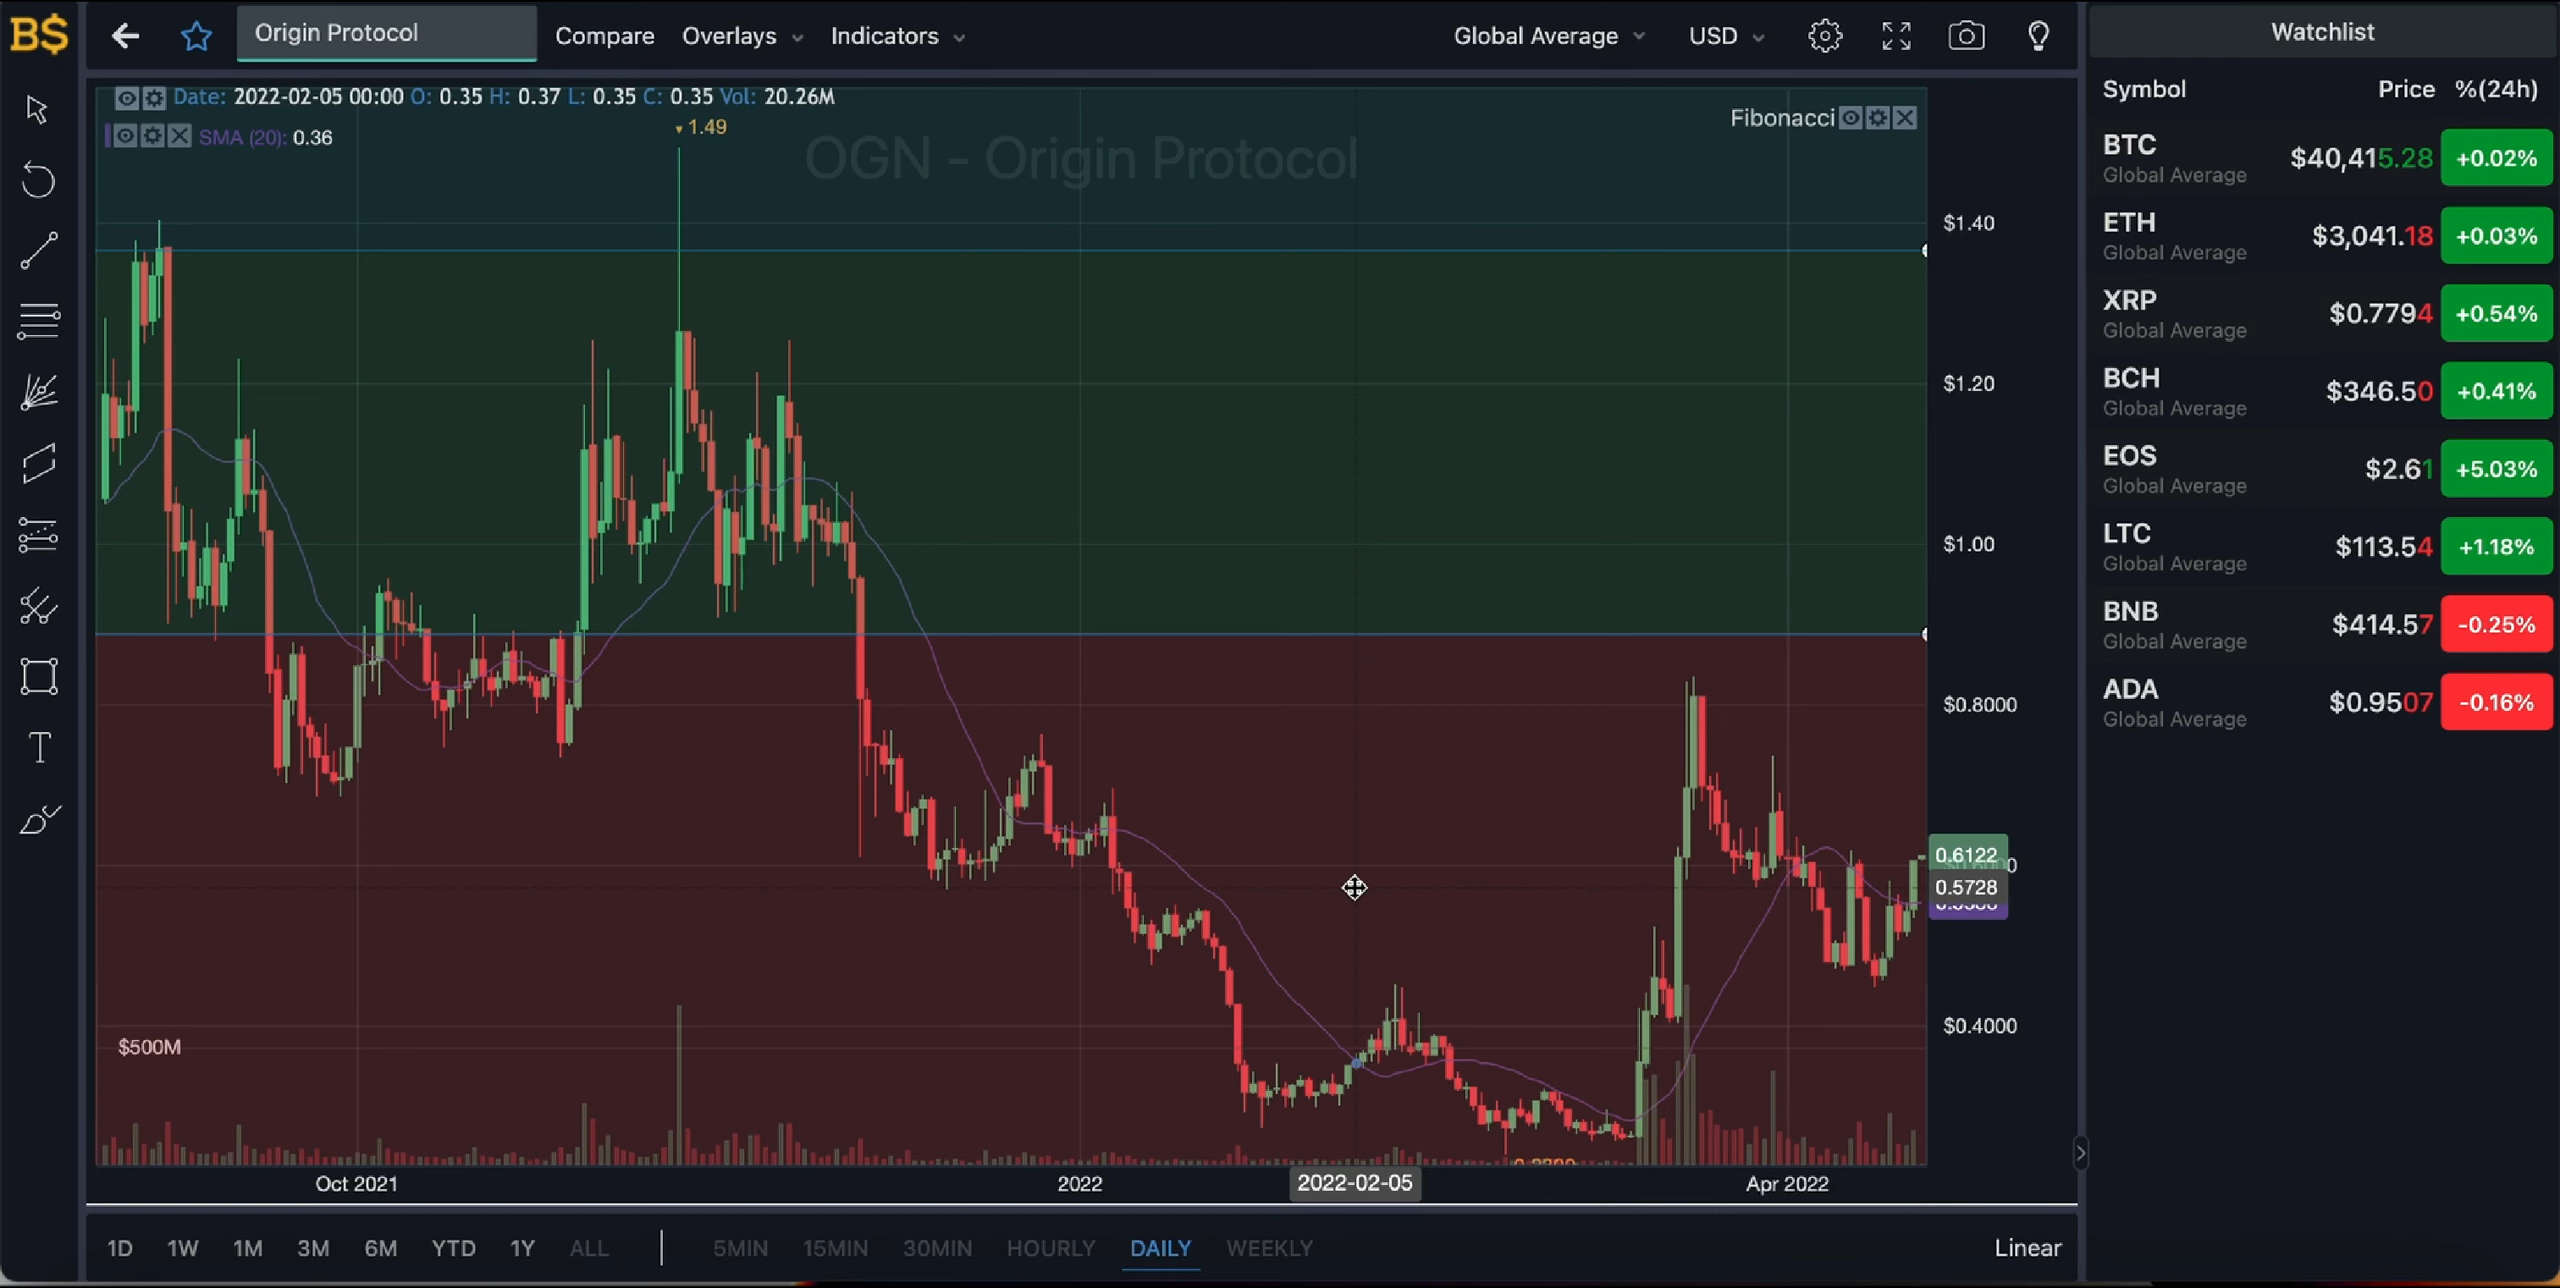 B$
Origin Protocol
Compare
Overlays
Indicators
Global Average
USD
Date: 2022-02-05 00:00 O: 0.35 H: 0.37 L: 0.35 C: 0.35 Vol: 20.26M
SMA (20): 0.36
1.49
OGN - Origin Protocol
Fibonacci
$1.40
$1.20
$1.00
$0.8000
0.6122
0.5728
$0.4000
$500M
Oct 2021
2022
2022-02-05
Apr 2022
1D 1W 1M 3M 6M YTD 1Y ALL
5MIN 15MIN 30MIN HOURLY DAILY WEEKLY
Linear
Watchlist
Symbol Price %(24h)
BTC $40,415.28 +0.02%
Global Average
ETH $3,041.18 +0.03%
Global Average
XRP $0.7794 +0.54%
Global Average
BCH $346.50 +0.41%
Global Average
EOS $2.61 +5.03%
Global Average
LTC $113.54 +1.18%
Global Average
BNB $414.57 -0.25%
Global Average
ADA $0.9507 -0.16%
Global Average
T